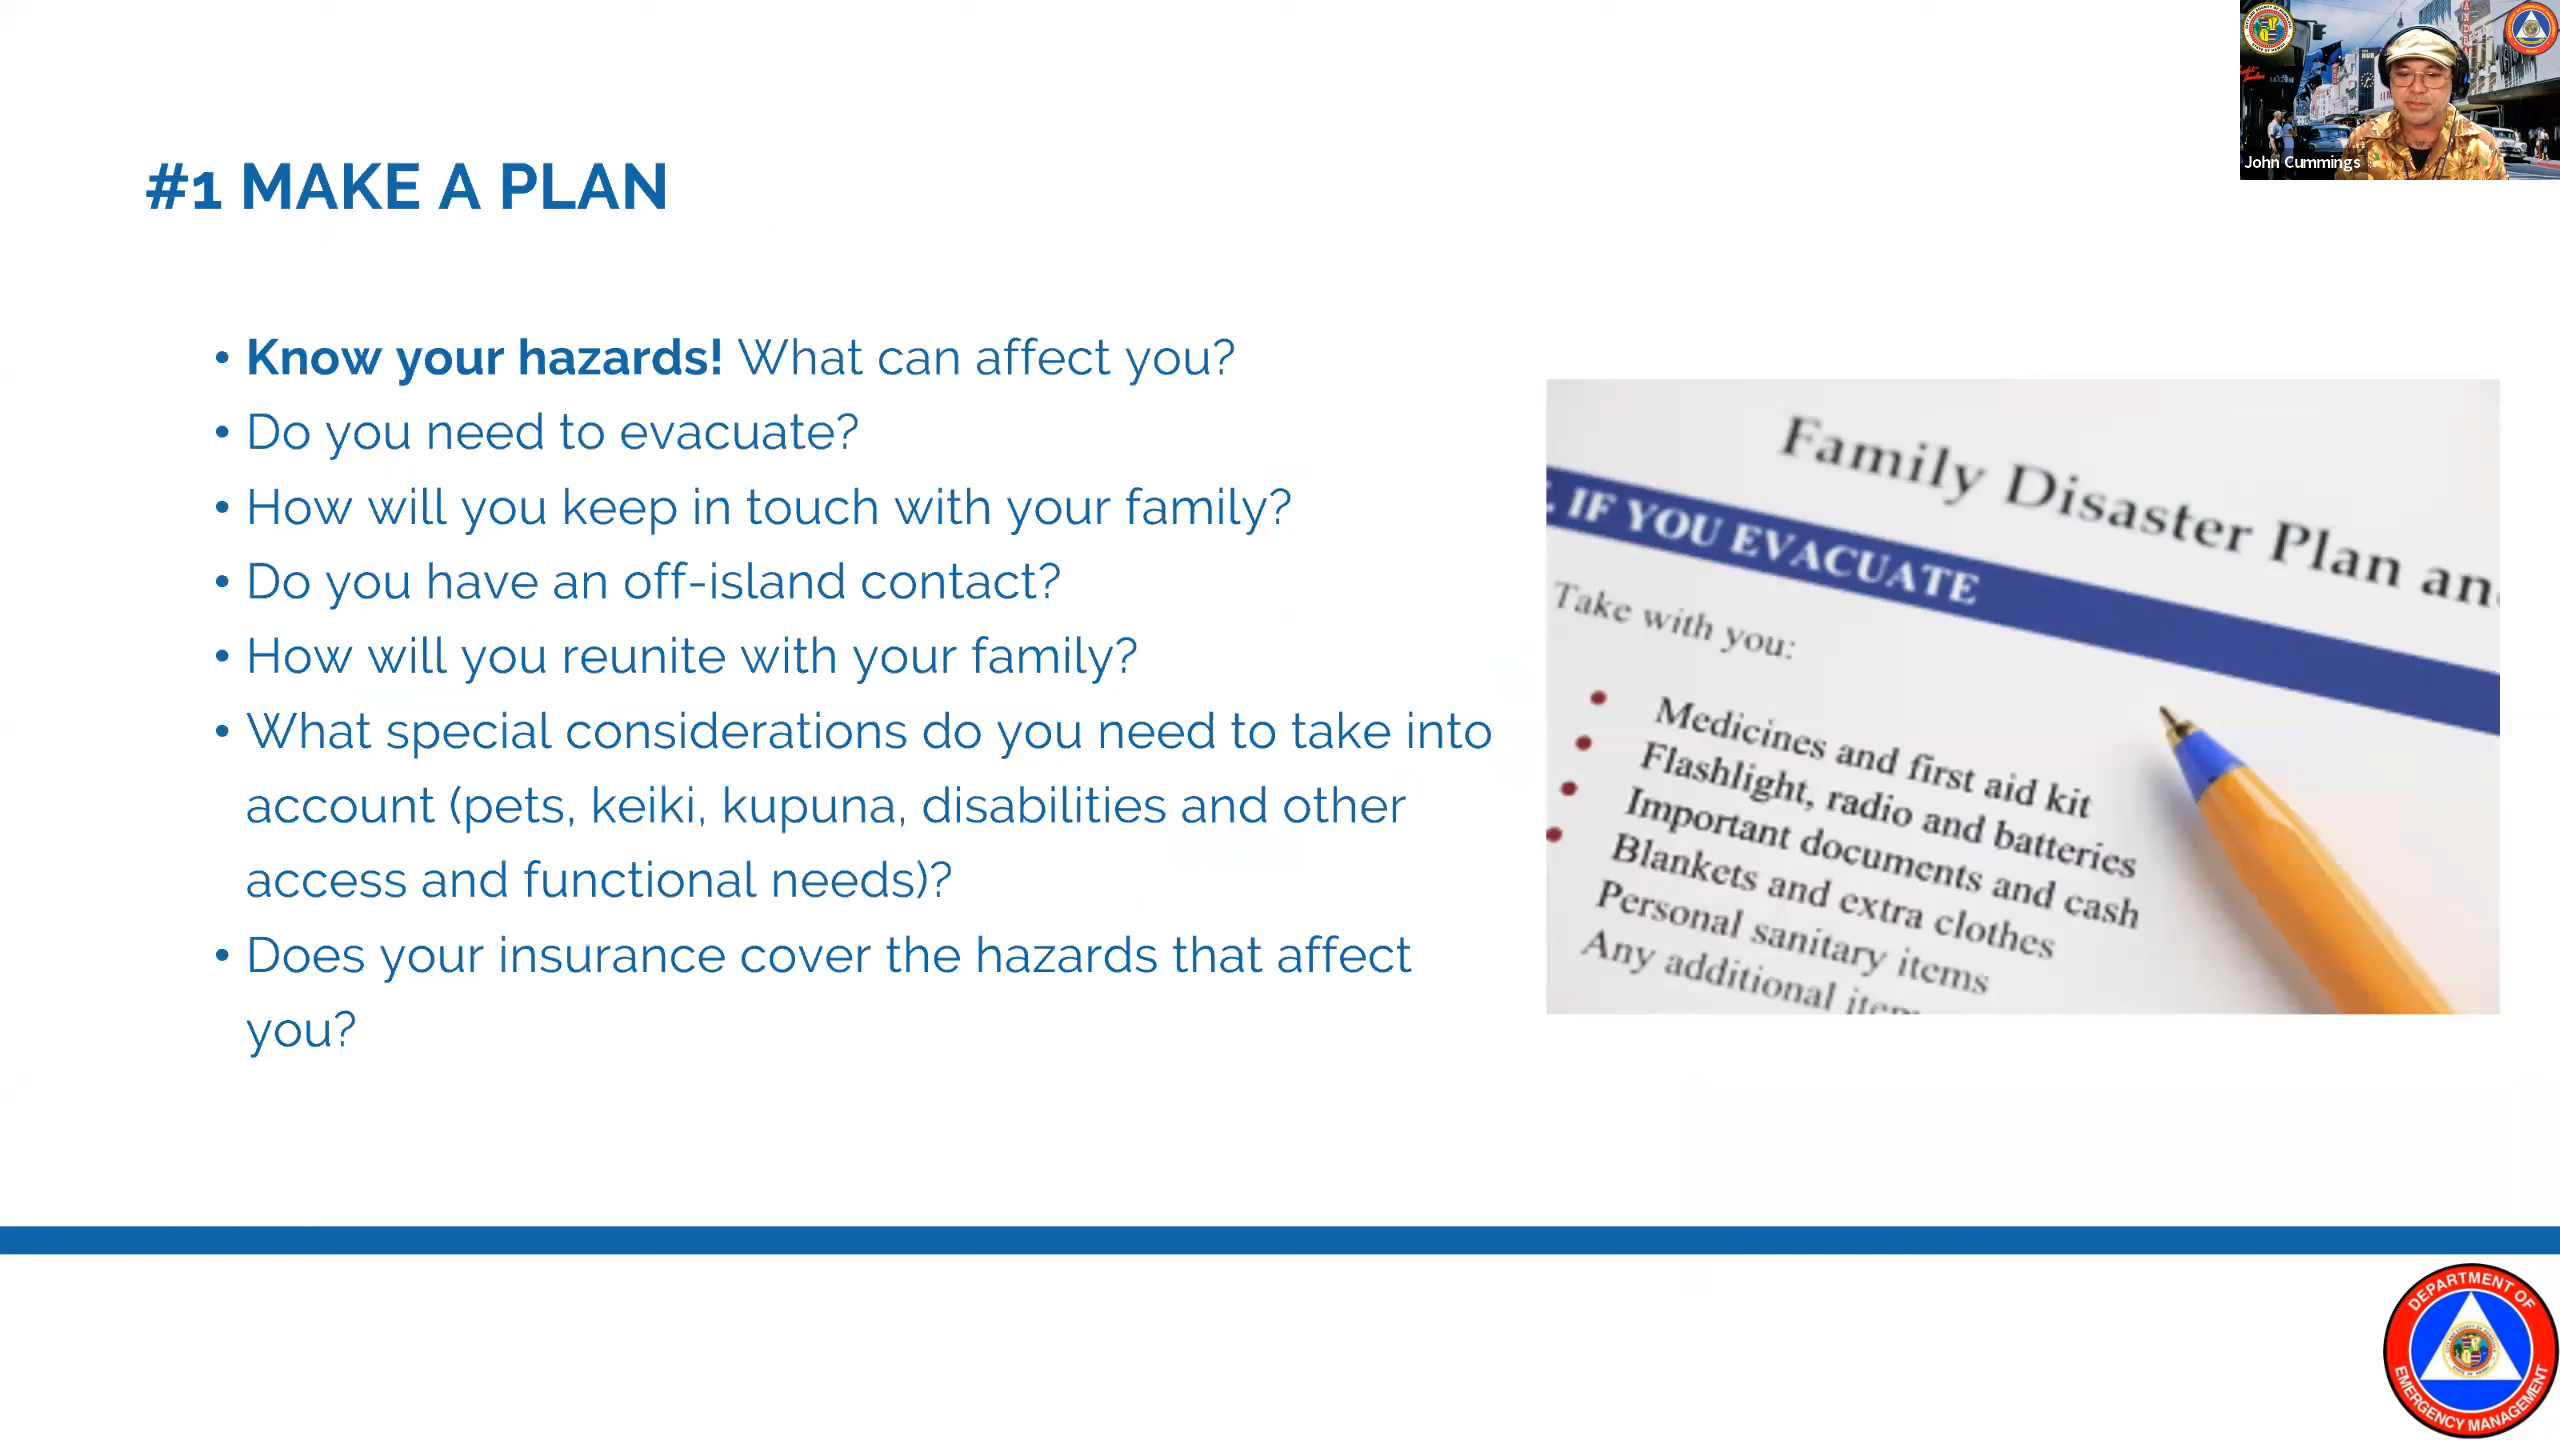 #1 MAKE A PLAN
• Know your hazards! What can affect you?
• Do you need to evacuate?
• How will you keep in touch with your family?
• Do you have an off-island contact?
• How will you reunite with your family?
• What special considerations do you need to take into
account (pets, keiki, kupuna, disabilities and other
access and functional needs)?
• Does your insurance cover the hazards that affect
you?
Family Disaster Plan an
IF YOU EVACUATE
Take with you:
• Medicines and first aid kit
• Flashlight, radio and batteries
• Important documents and cash
• Blankets and extra clothes
Personal sanitary items
Any additional
John Cummings
DEPARTMENT OF
EMERGENCY MANAGEMENT